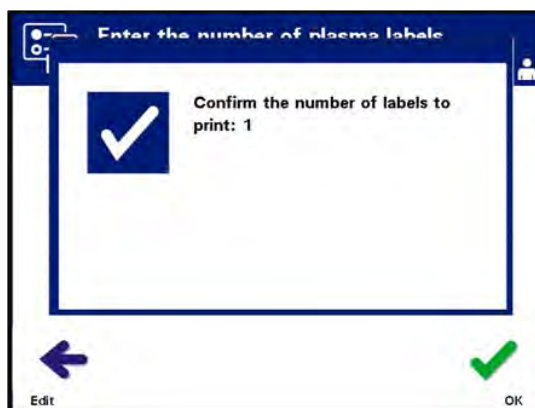 Enter the number of plasma labels
Confirm the number of labels to
print: 1
Edit
OK